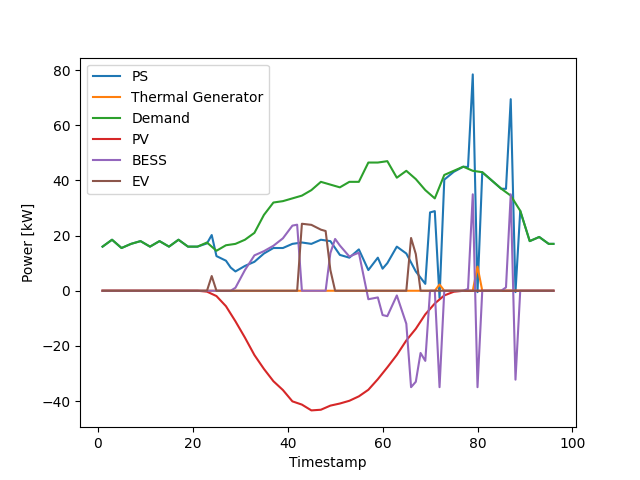 PS
Thermal Generator
Demand
PV
BESS
EV
Power [kW]
80
60
40
20
0
−20
−40
0
20
40
60
80
100
Timestamp